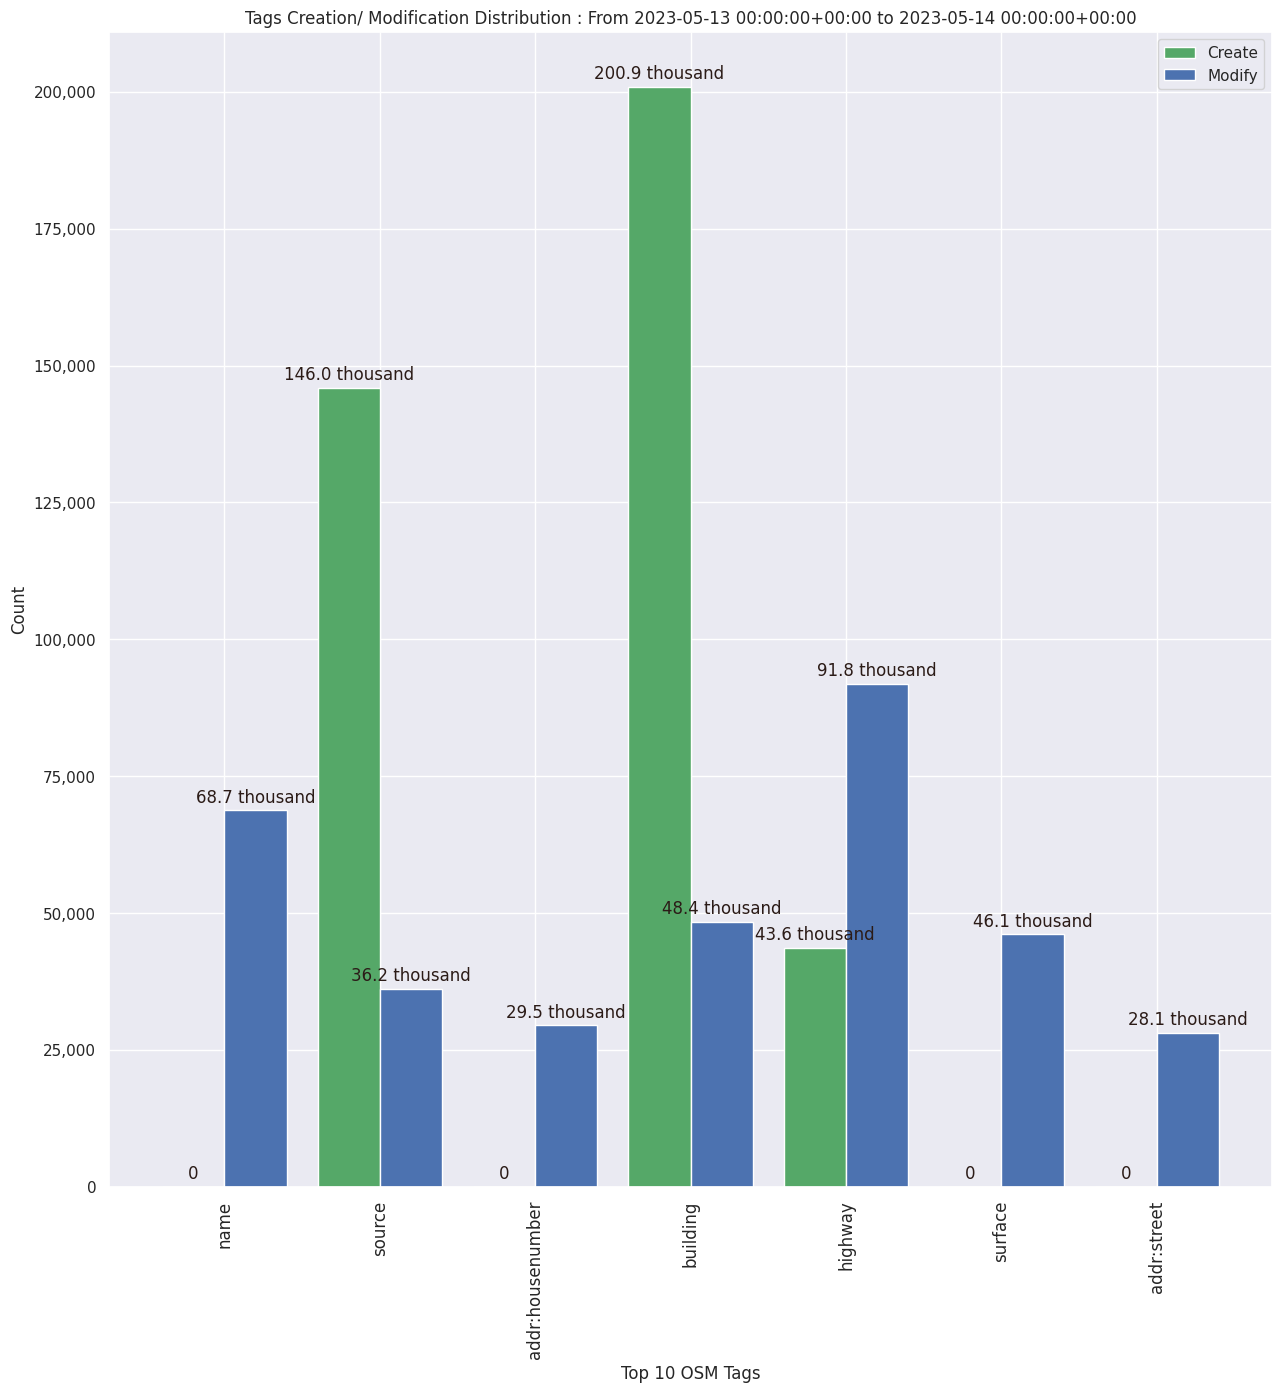 Tags Creation/ Modification Distribution : From 2023-05-13 00:00:00+00:00 to 2023-05-14 00:00:00+00:00
Create
Modify
200.9 thousand
200,000
175,000
150,000
146.0 thousand
125,000
Count
100,000
91.8 thousand
75,000
68.7 thousand
50,000
48.4 thousand
43.6 thousand
46.1 thousand
36.2 thousand
29.5 thousand
28.1 thousand
25,000
0
0
0
0
0
name
source
addr:housenumber
building
highway
surface
addr:street
Top 10 OSM Tags